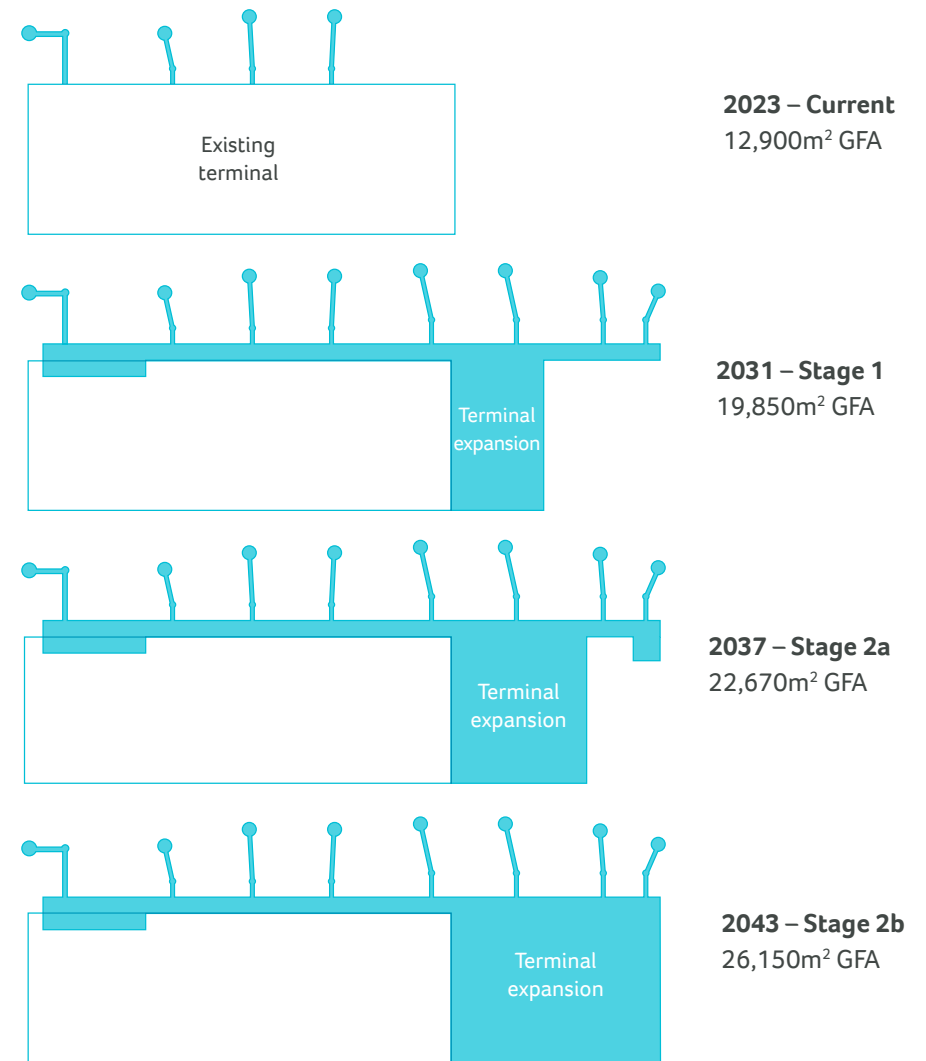 Existing
terminal
2023 – Current
12,900m² GFA
Terminal
expansion
2031 – Stage 1
19,850m² GFA
Terminal
expansion
2037 – Stage 2a
22,670m² GFA
Terminal
expansion
2043 – Stage 2b
26,150m² GFA